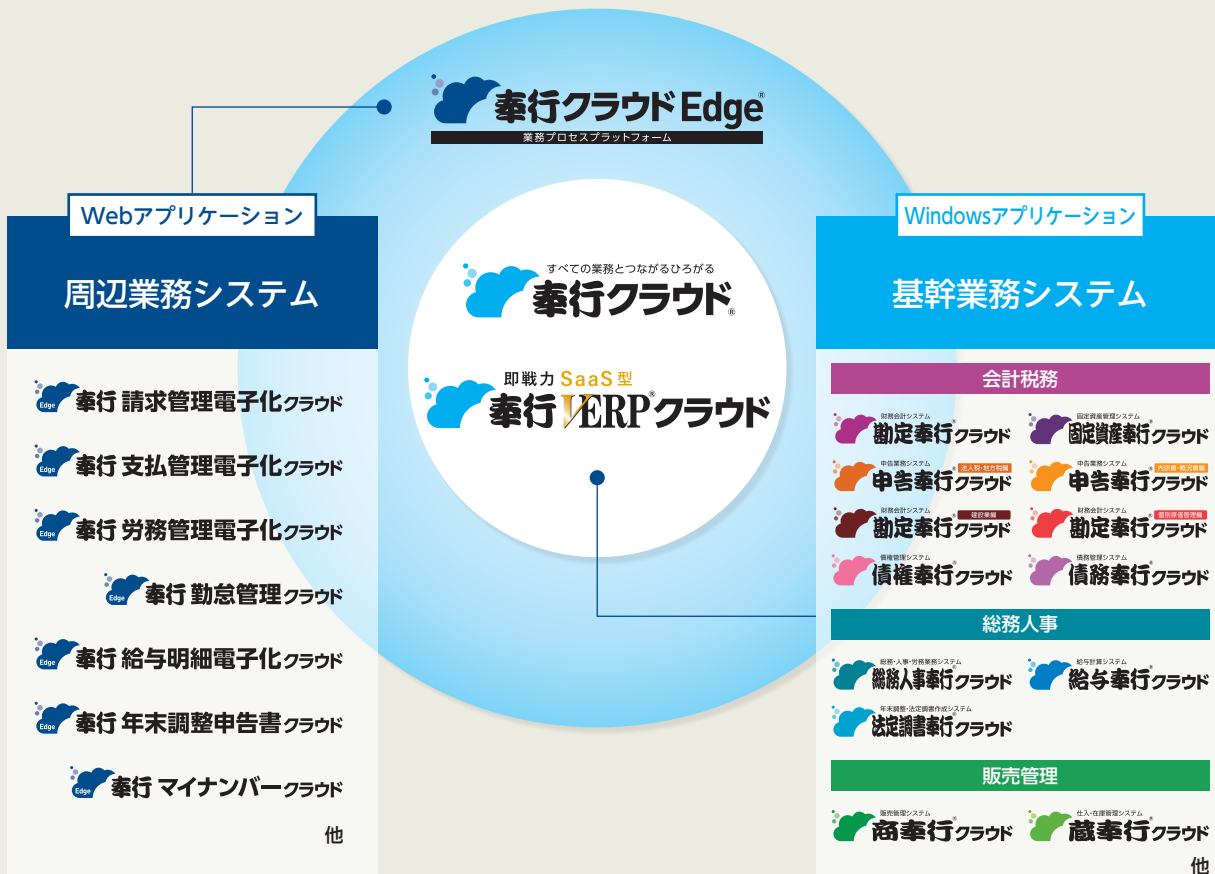 奉行クラウド Edge®
業務プロセスプラットフォーム
Webアプリケーション
周辺業務システム
Edge 奉行 請求管理電子化クラウド
Edge 奉行 支払管理電子化クラウド
Edge 奉行 労務管理電子化クラウド
Edge 奉行 勤怠管理クラウド
Edge 奉行 給与明細電子化クラウド
Edge 奉行 年末調整申告書クラウド
Edge 奉行 マイナンバークラウド
他
すべての業務とつながるひろがる
奉行クラウド®
即戦力 SaaS型
奉行VERP®クラウド
Windowsアプリケーション
基幹業務システム
会計税務
財務会計システム
勘定奉行®クラウド
固定資産管理システム
固定資産奉行®クラウド
申告業務システム
法人税・地方税編
申告奉行®クラウド
申告業務システム
内訳書・概況書編
申告奉行®クラウド
財務会計システム
建設業編
勘定奉行®クラウド
財務会計システム
個別原価管理編
勘定奉行®クラウド
債権管理システム
債権奉行®クラウド
債務管理システム
債務奉行®クラウド
総務人事
総務・人事・労務業務システム
総務人事奉行®クラウド
給与計算システム
給与奉行®クラウド
年末調整・法定調書作成システム
法定調書奉行®クラウド
販売管理
販売管理システム
商奉行®クラウド
仕入・在庫管理システム
蔵奉行®クラウド
他